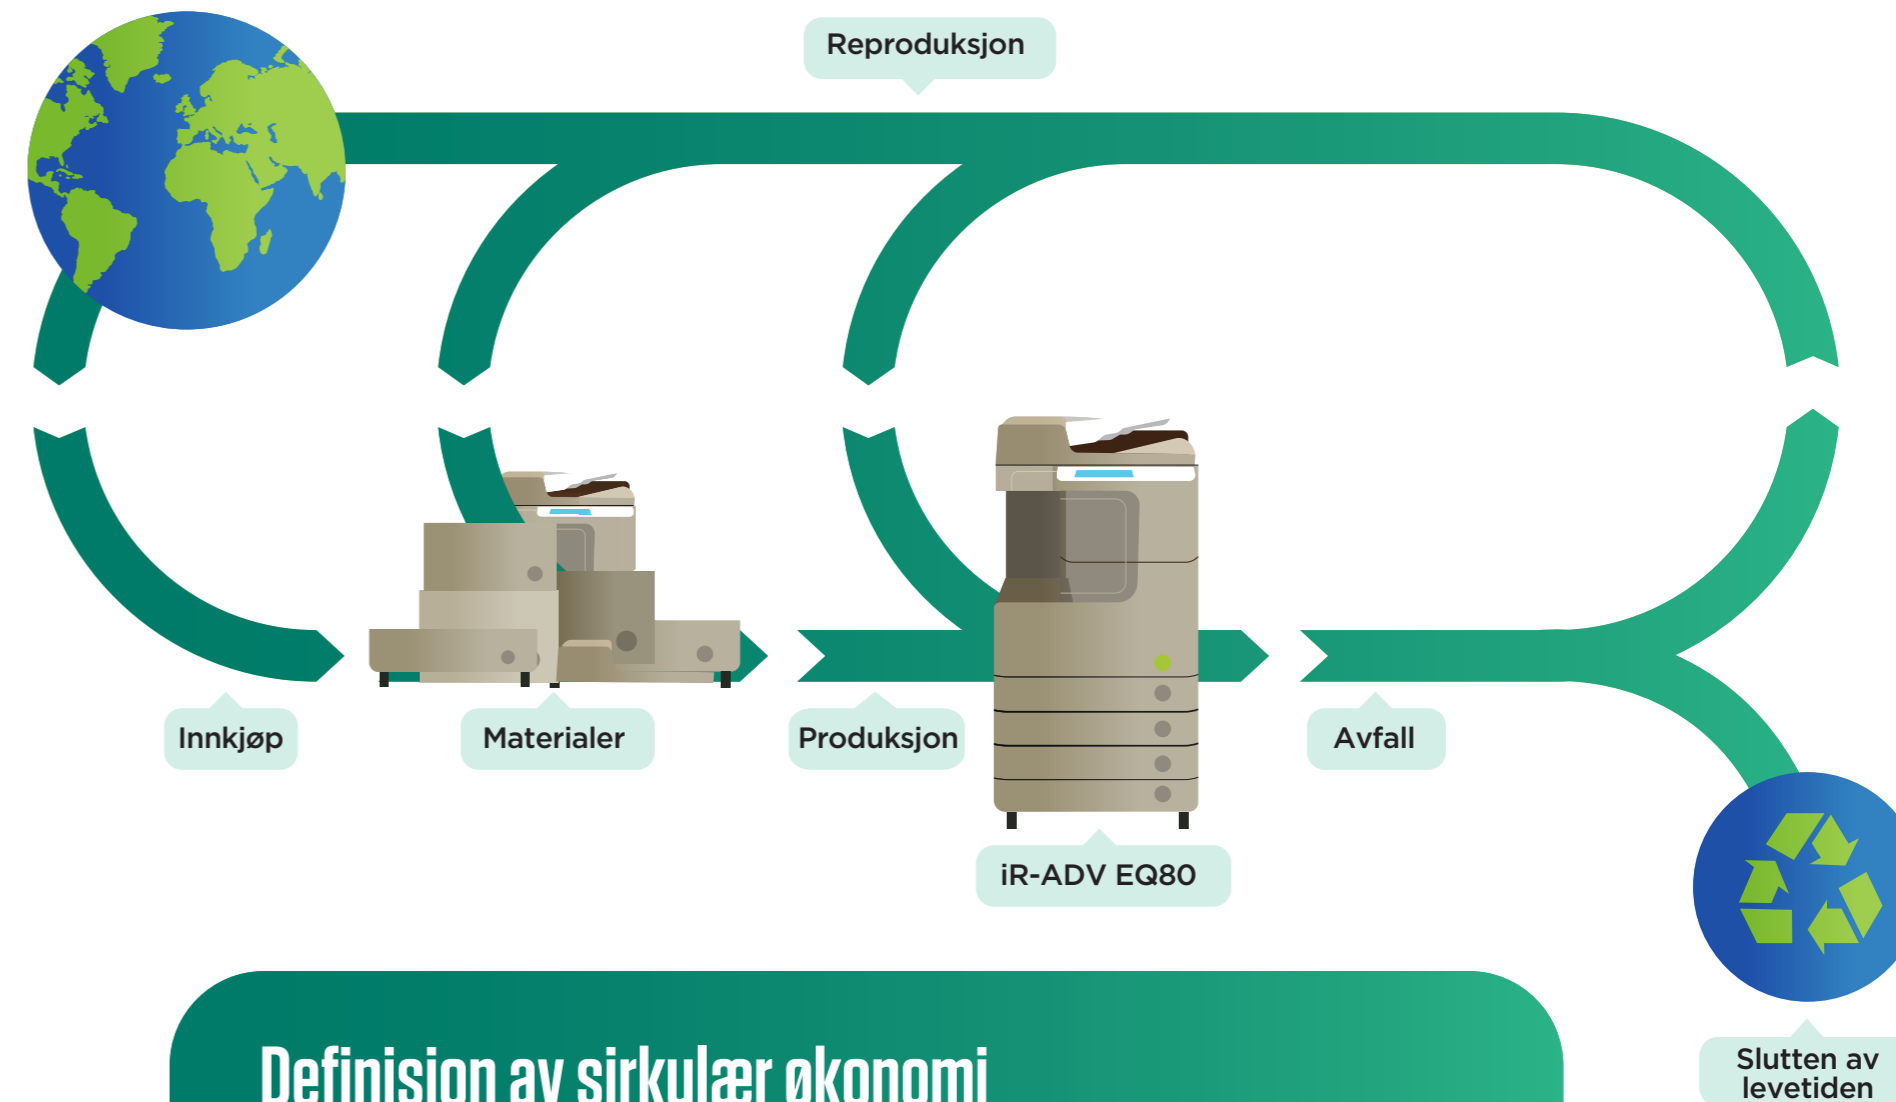 Reproduksjon
Innkjøp
Materialer
Produksjon
Avfall
iR-ADV EQ80
Slutten av
levetiden
Definisjon av sirkulær økonomi